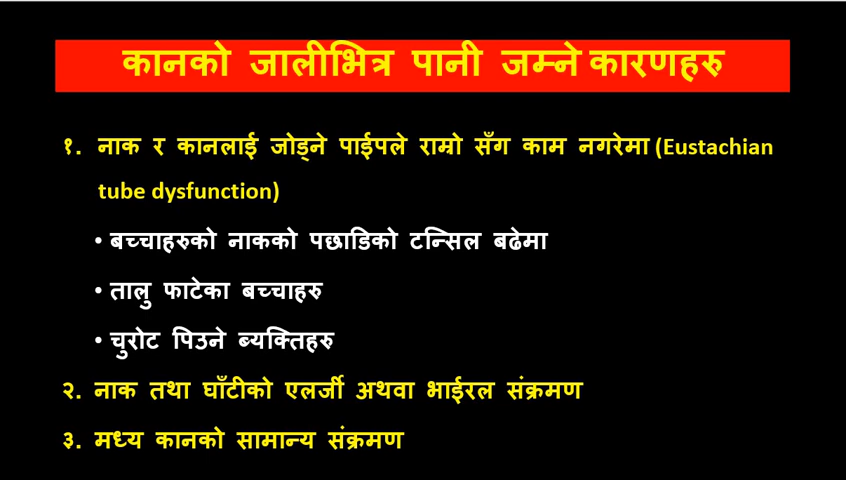 कानको जालीभित्र पानी जम्ने कारणहरु
१. नाक र कानलाई जोड्ने पाईपले राम्रो सँग काम नगरेमा (Eustachian
tube dysfunction)
• बच्चाहरुको नाकको पछाडिको टन्सिल बढेमा
• तालु फाटेका बच्चाहरु
• चुरोट पिउने ब्यक्तिहरु
२. नाक तथा घाँटीको एलर्जी अथवा भाईरल संक्रमण
३. मध्य कानको सामान्य संक्रमण